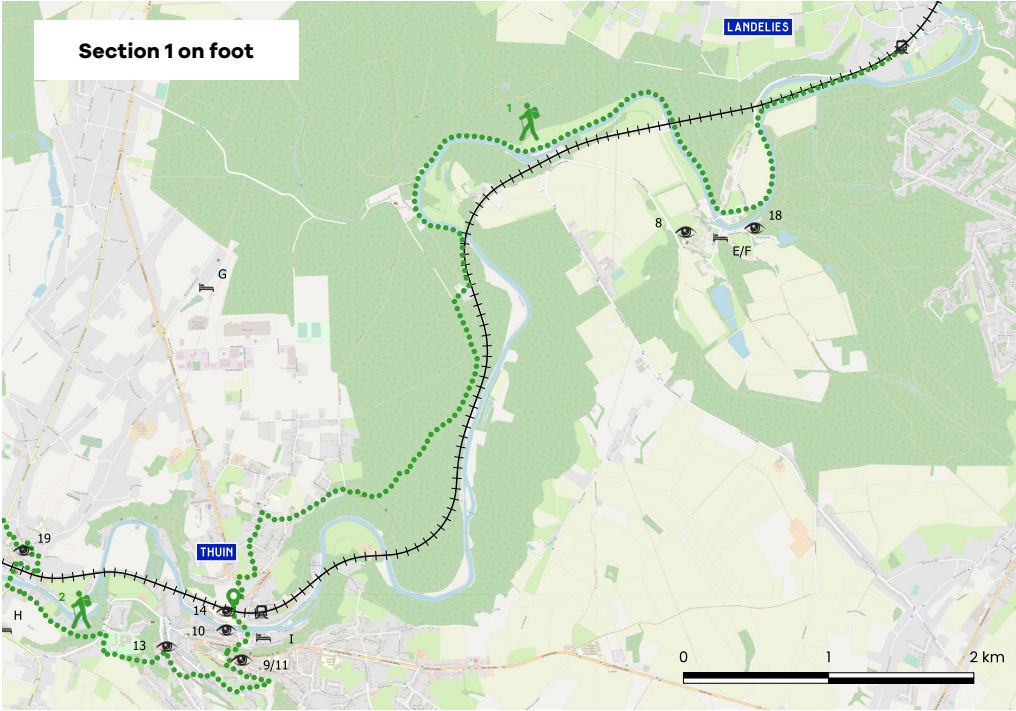 LANDELIES
Section 1 on foot
1
18
8
E/F
G
19
THUIN
2
14
H
10
I
13
9/11
0
1
2 km